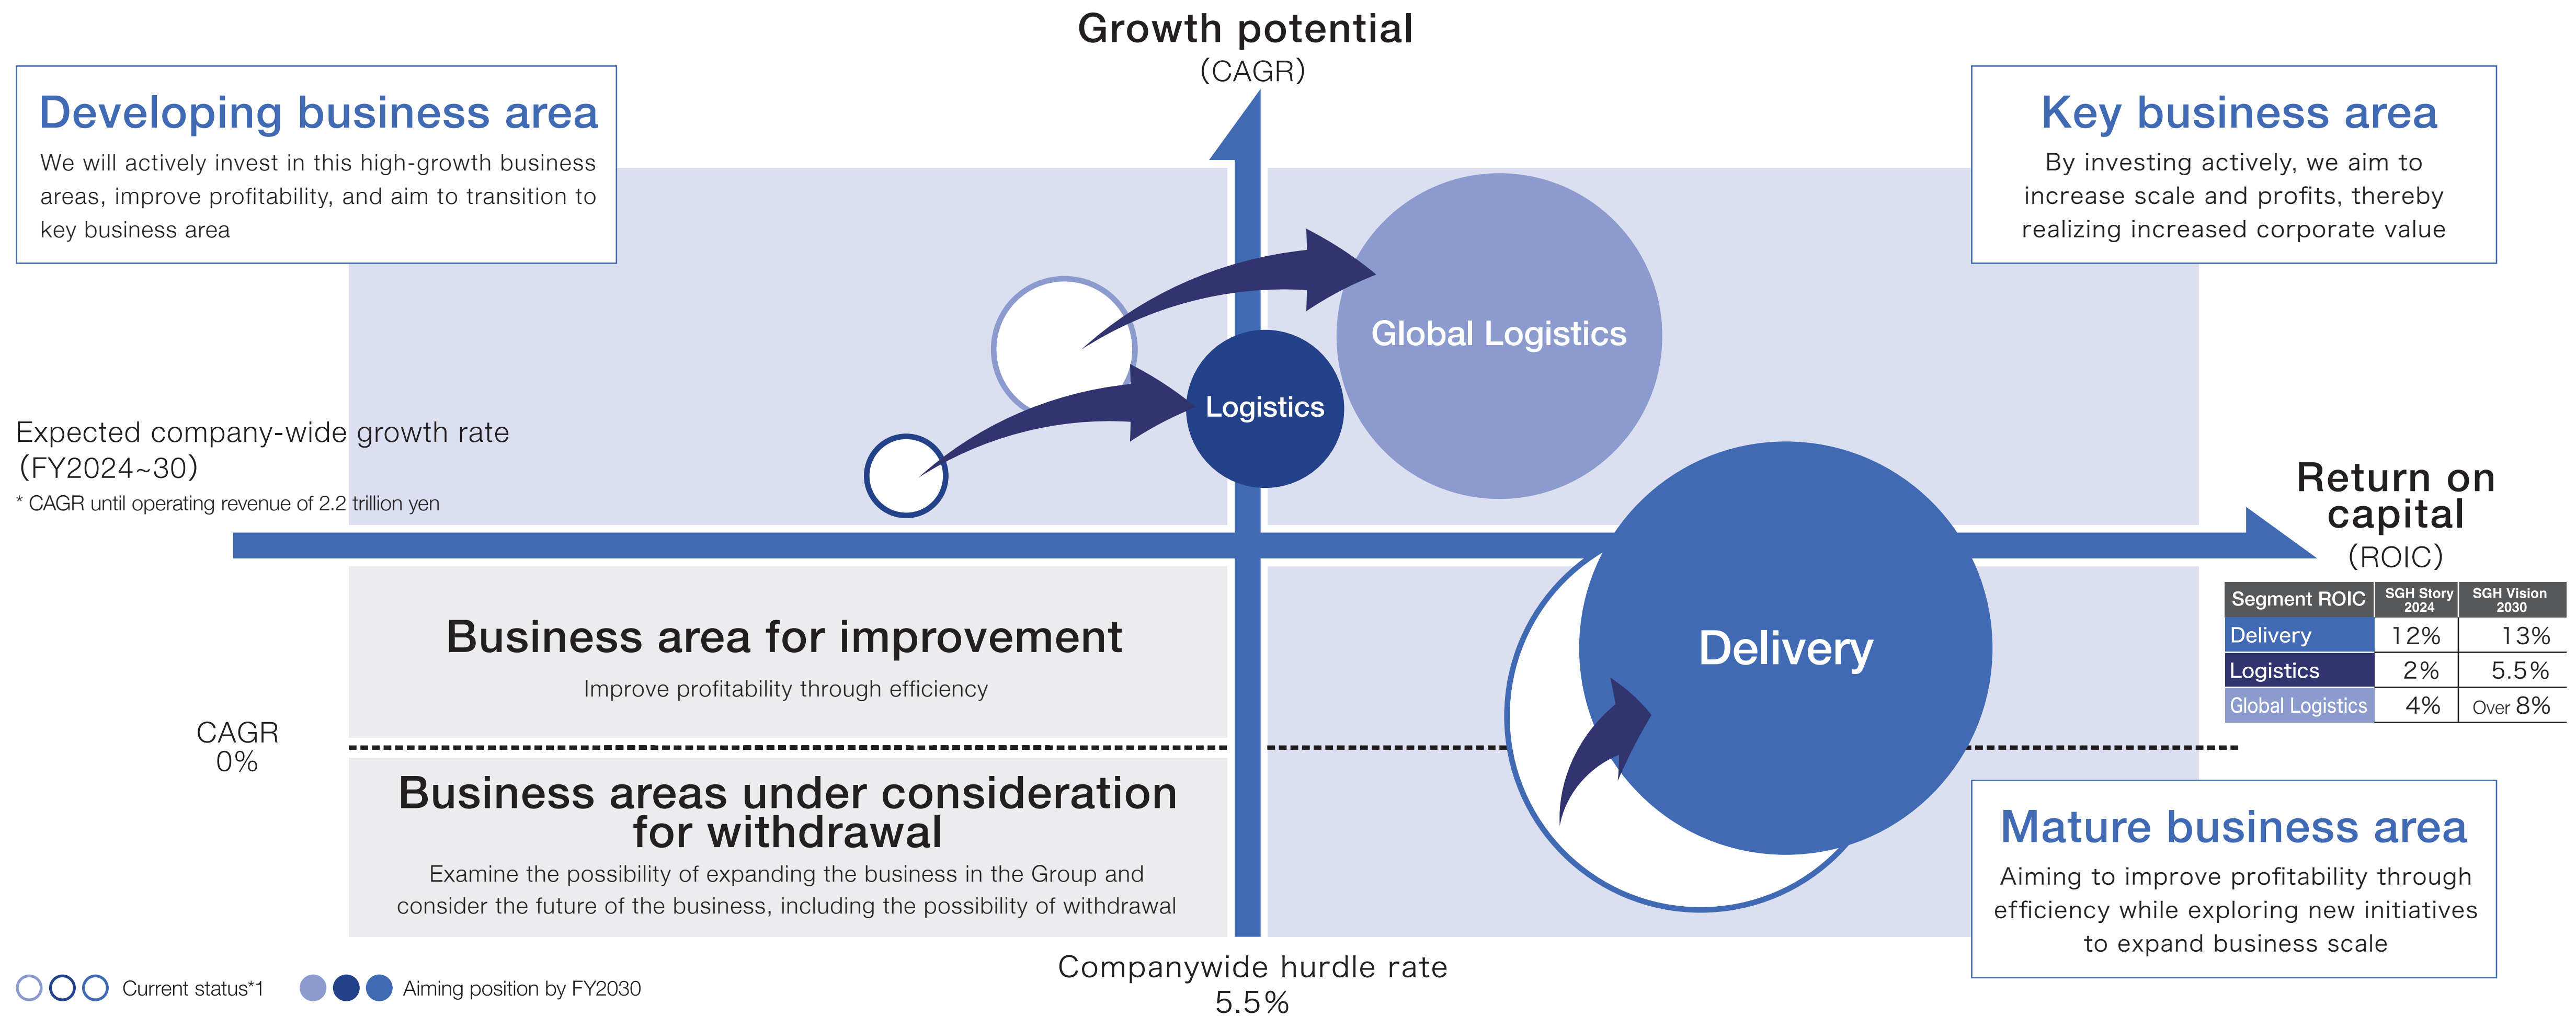 Growth potential
(CAGR)
Developing business area
We will actively invest in this high-growth business
areas, improve profitability, and aim to transition to
key business area
Key business area
By investing actively, we aim to
increase scale and profits, thereby
realizing increased corporate value
Global Logistics
Logistics
Expected company-wide growth rate
(FY2024~30)
* CAGR until operating revenue of 2.2 trillion yen
Return on
capital
(ROIC)
Segment ROIC SGH Story 2024 SGH Vision 2030
Delivery 12% 13%
Logistics 2% 5.5%
Global Logistics 4% Over 8%
Business area for improvement
Improve profitability through efficiency
Delivery
CAGR
0%
Business areas under consideration
for withdrawal
Examine the possibility of expanding the business in the Group and
consider the future of the business, including the possibility of withdrawal
Mature business area
Aiming to improve profitability through
efficiency while exploring new initiatives
to expand business scale
Companywide hurdle rate
5.5%
Current status*1
Aiming position by FY2030